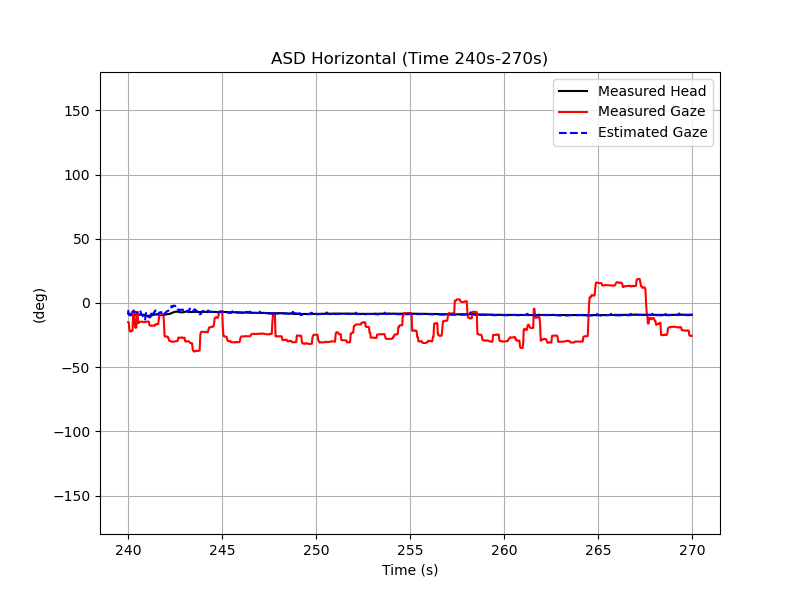 ASD Horizontal (Time 240s-270s)
Measured Head
Measured Gaze
Estimated Gaze
150
100
50
0
−50
−100
−150
(deg)
240
245
250
255
260
265
270
Time (s)